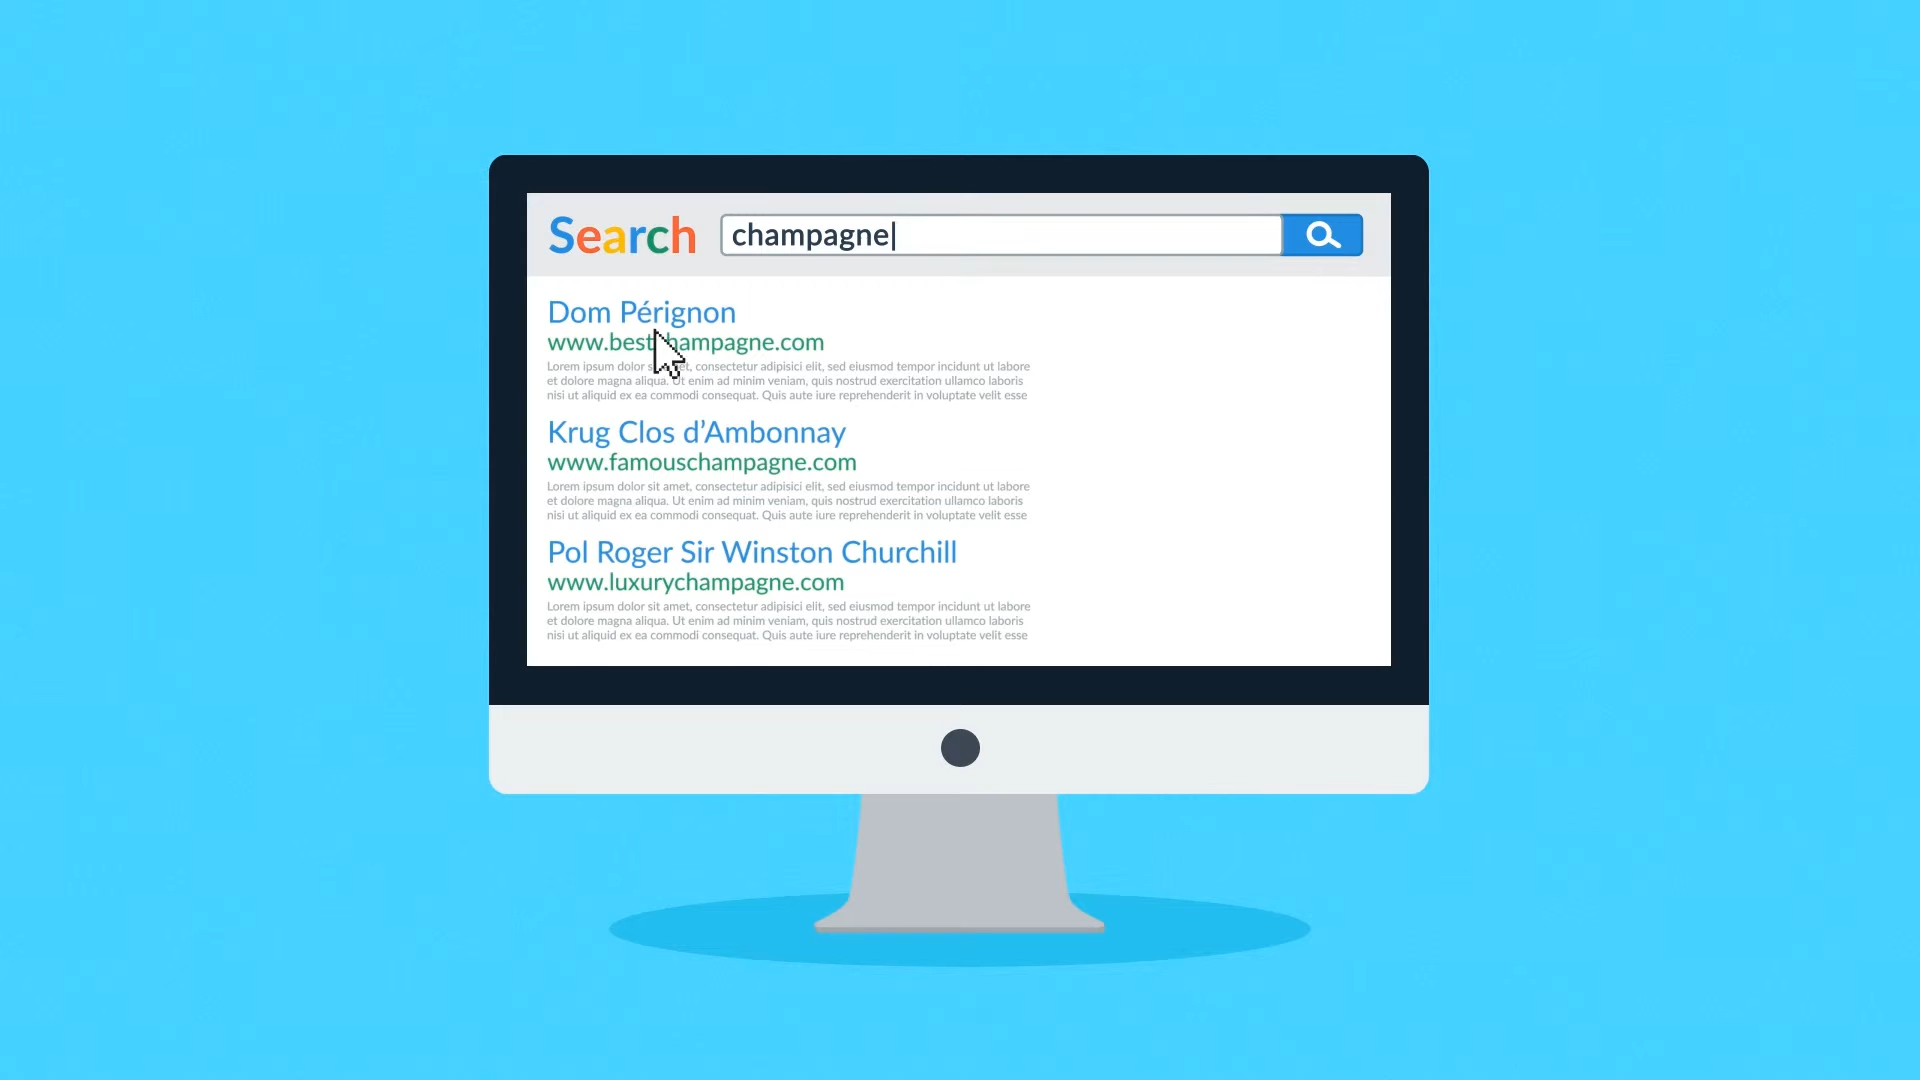 Search champagne
Dom Pérignon
www.bestchampagne.com
Lorem ipsum dolor sit amet, consectetur adipisici elit, sed eiusmod tempor incidunt ut labore
et dolore magna aliqua. Ut enim ad minim veniam, quis nostrud exercitation ullamco laboris
nisi ut aliquid ex ea commodi consequat. Quis aute iure reprehenderit in voluptate velit esse
Krug Clos d’Ambonnay
www.famouschampagne.com
Lorem ipsum dolor sit amet, consectetur adipisici elit, sed eiusmod tempor incidunt ut labore
et dolore magna aliqua. Ut enim ad minim veniam, quis nostrud exercitation ullamco laboris
nisi ut aliquid ex ea commodi consequat. Quis aute iure reprehenderit in voluptate velit esse
Pol Roger Sir Winston Churchill
www.luxurychampagne.com
Lorem ipsum dolor sit amet, consectetur adipisici elit, sed eiusmod tempor incidunt ut labore
et dolore magna aliqua. Ut enim ad minim veniam, quis nostrud exercitation ullamco laboris
nisi ut aliquid ex ea commodi consequat. Quis aute iure reprehenderit in voluptate velit esse